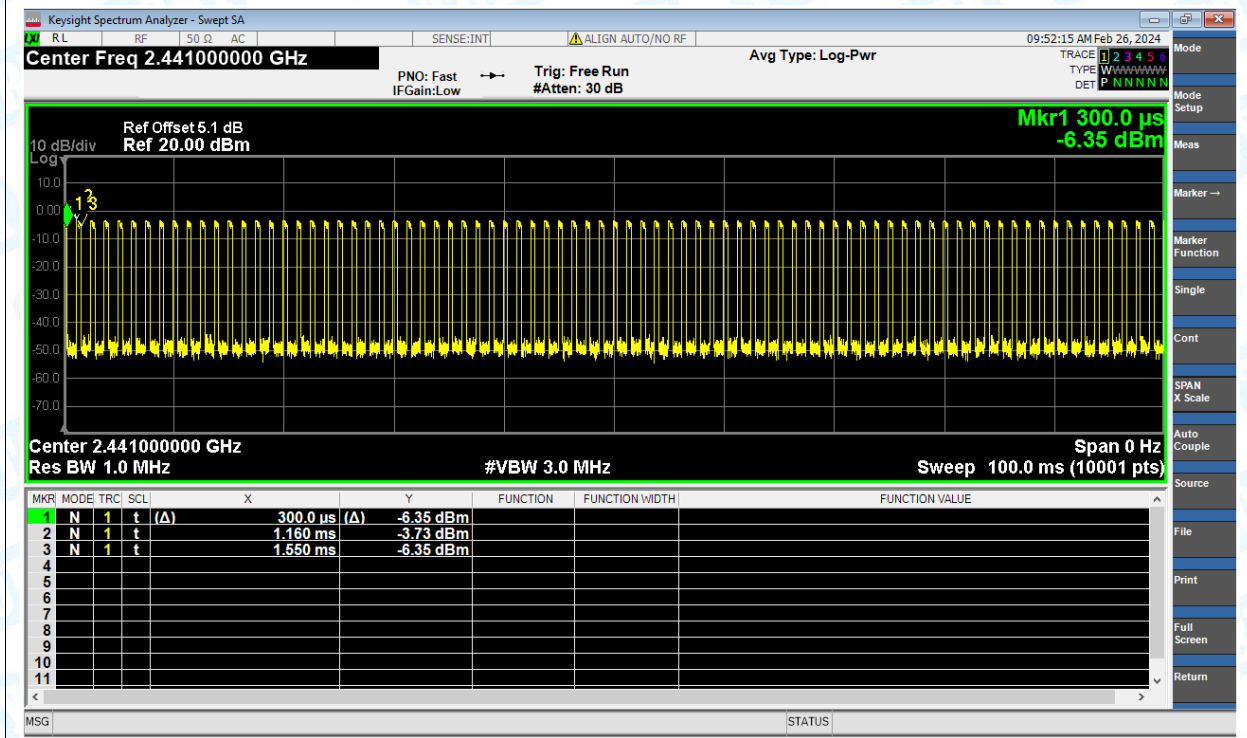 Keysight Spectrum Analyzer - Swept SA
LXI RL RF 50 Ω AC SENSE:INT ALIGN AUTO/NO RF 09:52:15 AM Feb 26, 2024
Center Freq 2.441000000 GHz
PNO: Fast
IFGain:Low
Trig: Free Run
#Atten: 30 dB
Avg Type: Log-Pwr
TRACE 1 2 3 4 5 6
TYPE WWWWWW
DET P N N N N N
Ref Offset 5.1 dB
10 dB/div Ref 20.00 dBm
Log
Mkr1 300.0 µs
-6.35 dBm
10.0
0.00
-10.0
-20.0
-30.0
-40.0
-50.0
-60.0
-70.0
1 2 3
Center 2.441000000 GHz Span 0 Hz
Res BW 1.0 MHz #VBW 3.0 MHz Sweep 100.0 ms (10001 pts)
MKR MODE TRC SCL X Y FUNCTION FUNCTION WIDTH FUNCTION VALUE
1 N 1 t (Δ) 300.0 µs (Δ) -6.35 dBm
2 N 1 t 1.160 ms -3.73 dBm
3 N 1 t 1.550 ms -6.35 dBm
4
5
6
7
8
9
10
11
MSG STATUS
Mode
Mode
Setup
Meas
Marker →
Marker
Function
Single
Cont
SPAN
X Scale
Auto
Couple
Source
File
Print
Full
Screen
Return